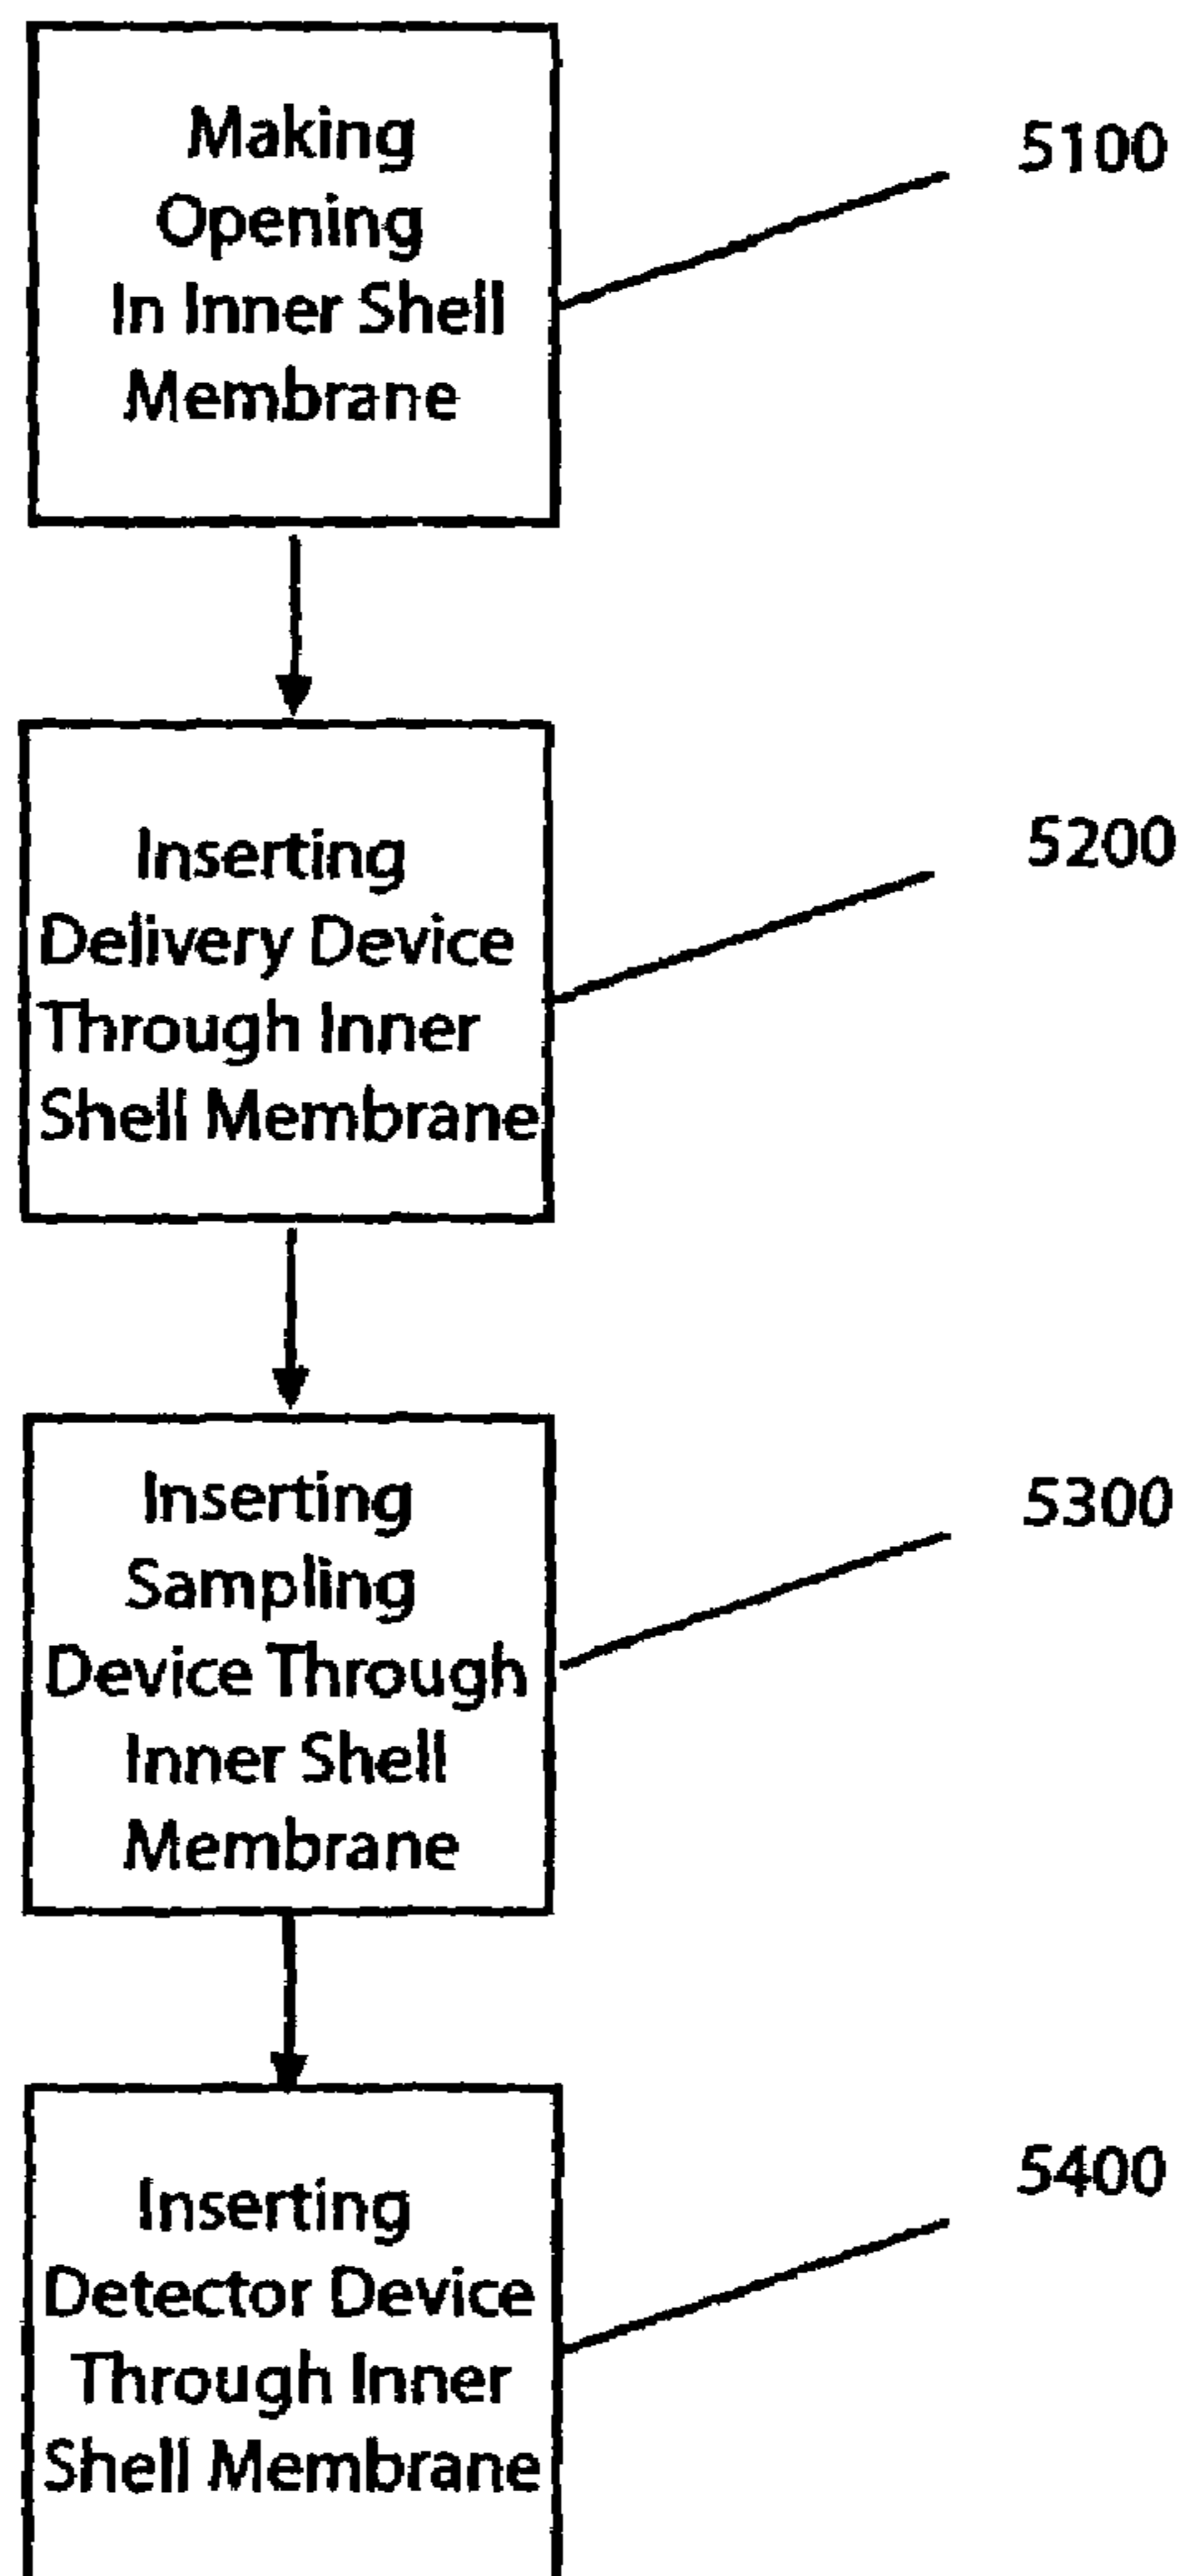 Making
Opening
In Inner Shell
Membrane
5100
Inserting
Delivery Device
Through Inner
Shell Membrane
5200
Inserting
Sampling
Device Through
Inner Shell
Membrane
5300
Inserting
Detector Device
Through Inner
Shell Membrane
5400